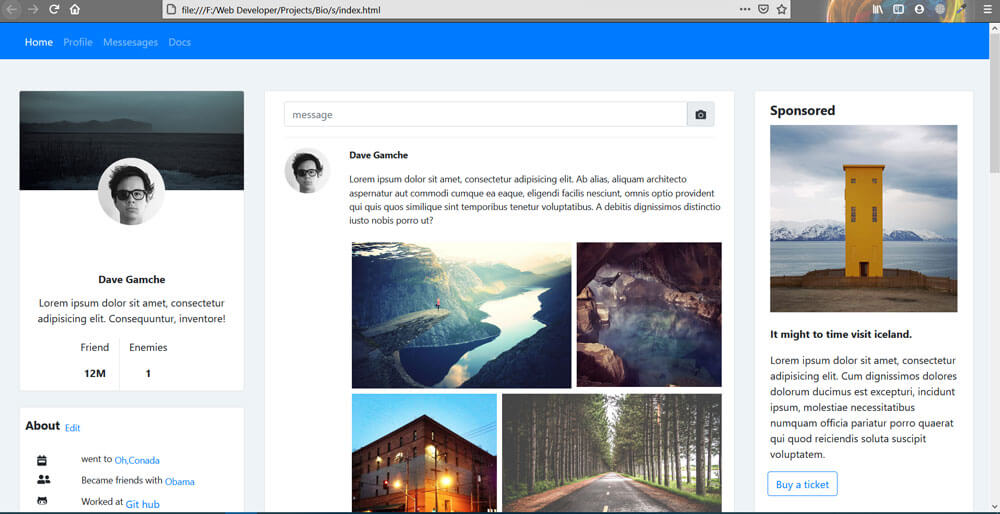 file:///F:/Web Developer/Projects/Bio/s/index.html
Home Profile Messesages Docs
Dave Gamche
Lorem ipsum dolor sit amet, consectetur
adipisicing elit. Consequuntur, inventore!
Friend Enemies
12M 1
About Edit
went to Oh,Conada
Became friends with Obama
Worked at Git hub
message
Dave Gamche
Lorem ipsum dolor sit amet, consectetur adipisicing elit. Ab alias, aliquam architecto
aspernatur aut commodi cumque ea eaque, eligendi facilis nesciunt, omnis optio provident
qui quis quos similique sint temporibus tenetur voluptatibus. A debitis dignissimos distinctio
iusto nobis porro ut?
Sponsored
It might to time visit iceland.
Lorem ipsum dolor sit amet, consectetur
adipisicing elit. Cum dignissimos dolores
dolorum ducimus est excepturi, incidunt
ipsum, molestiae necessitatibus
numquam officia pariatur porro quaerat
qui quod reiciendis soluta suscipit
voluptatem.
Buy a ticket